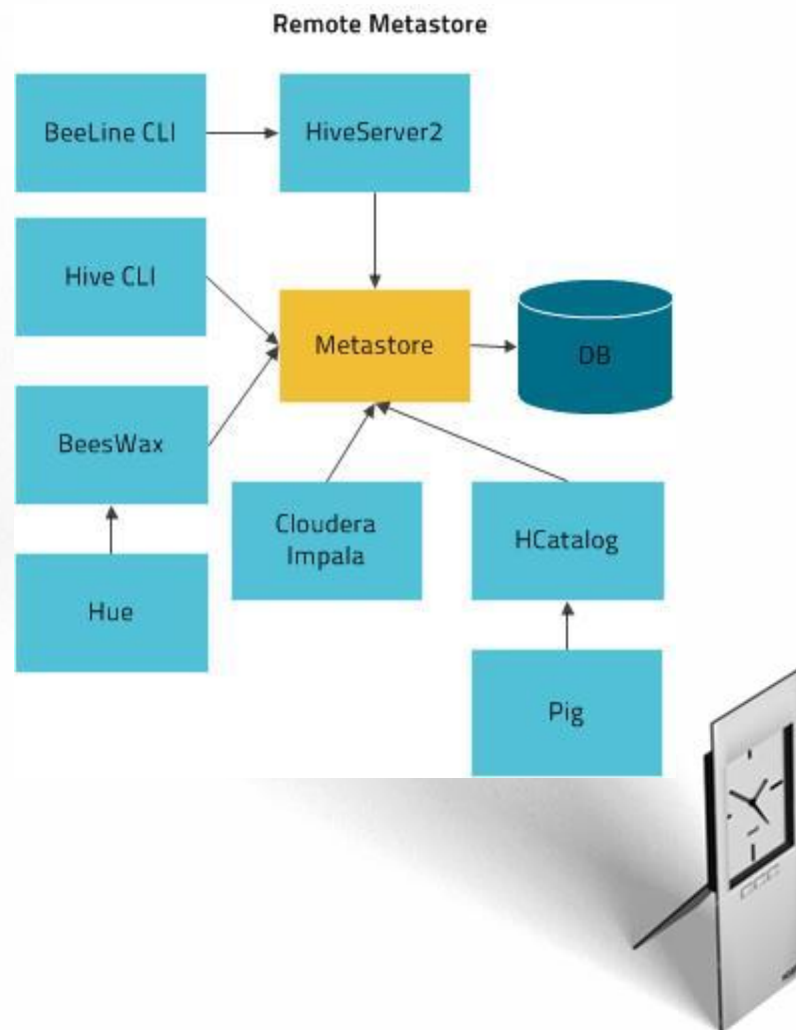 Remote Metastore
BeeLine CLI
HiveServer2
Hive CLI
Metastore
DB
BeesWax
Cloudera
Impala
HCatalog
Hue
Pig